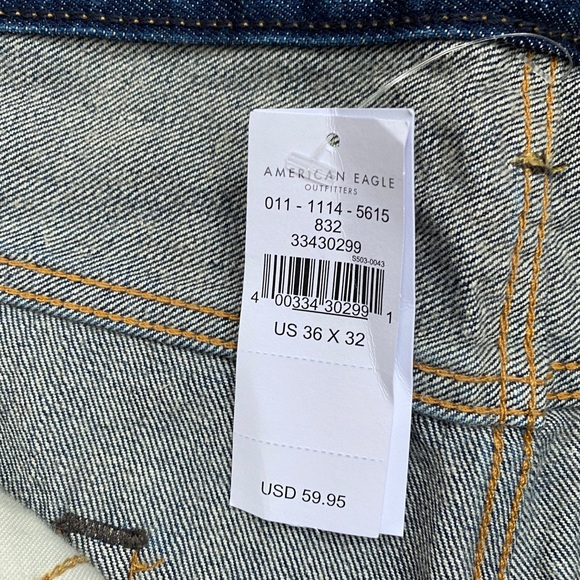 AMERICAN EAGLE
OUTFITTERS
011 - 1114 - 5615
832
33430299
S503-0043
4 00334 30299 1
US 36 X 32
USD 59.95